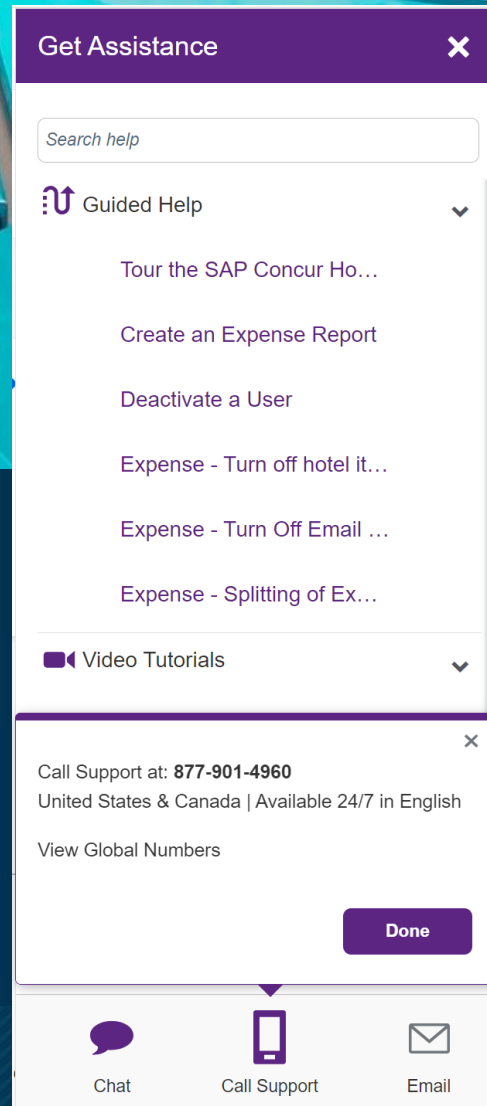 Get Assistance
Search help
Guided Help
Tour the SAP Concur Ho…
Create an Expense Report
Deactivate a User
Expense - Turn off hotel it…
Expense - Turn Off Email …
Expense - Splitting of Ex…
Video Tutorials
Call Support at: 877-901-4960
United States & Canada | Available 24/7 in English
View Global Numbers
Done
Chat Call Support Email